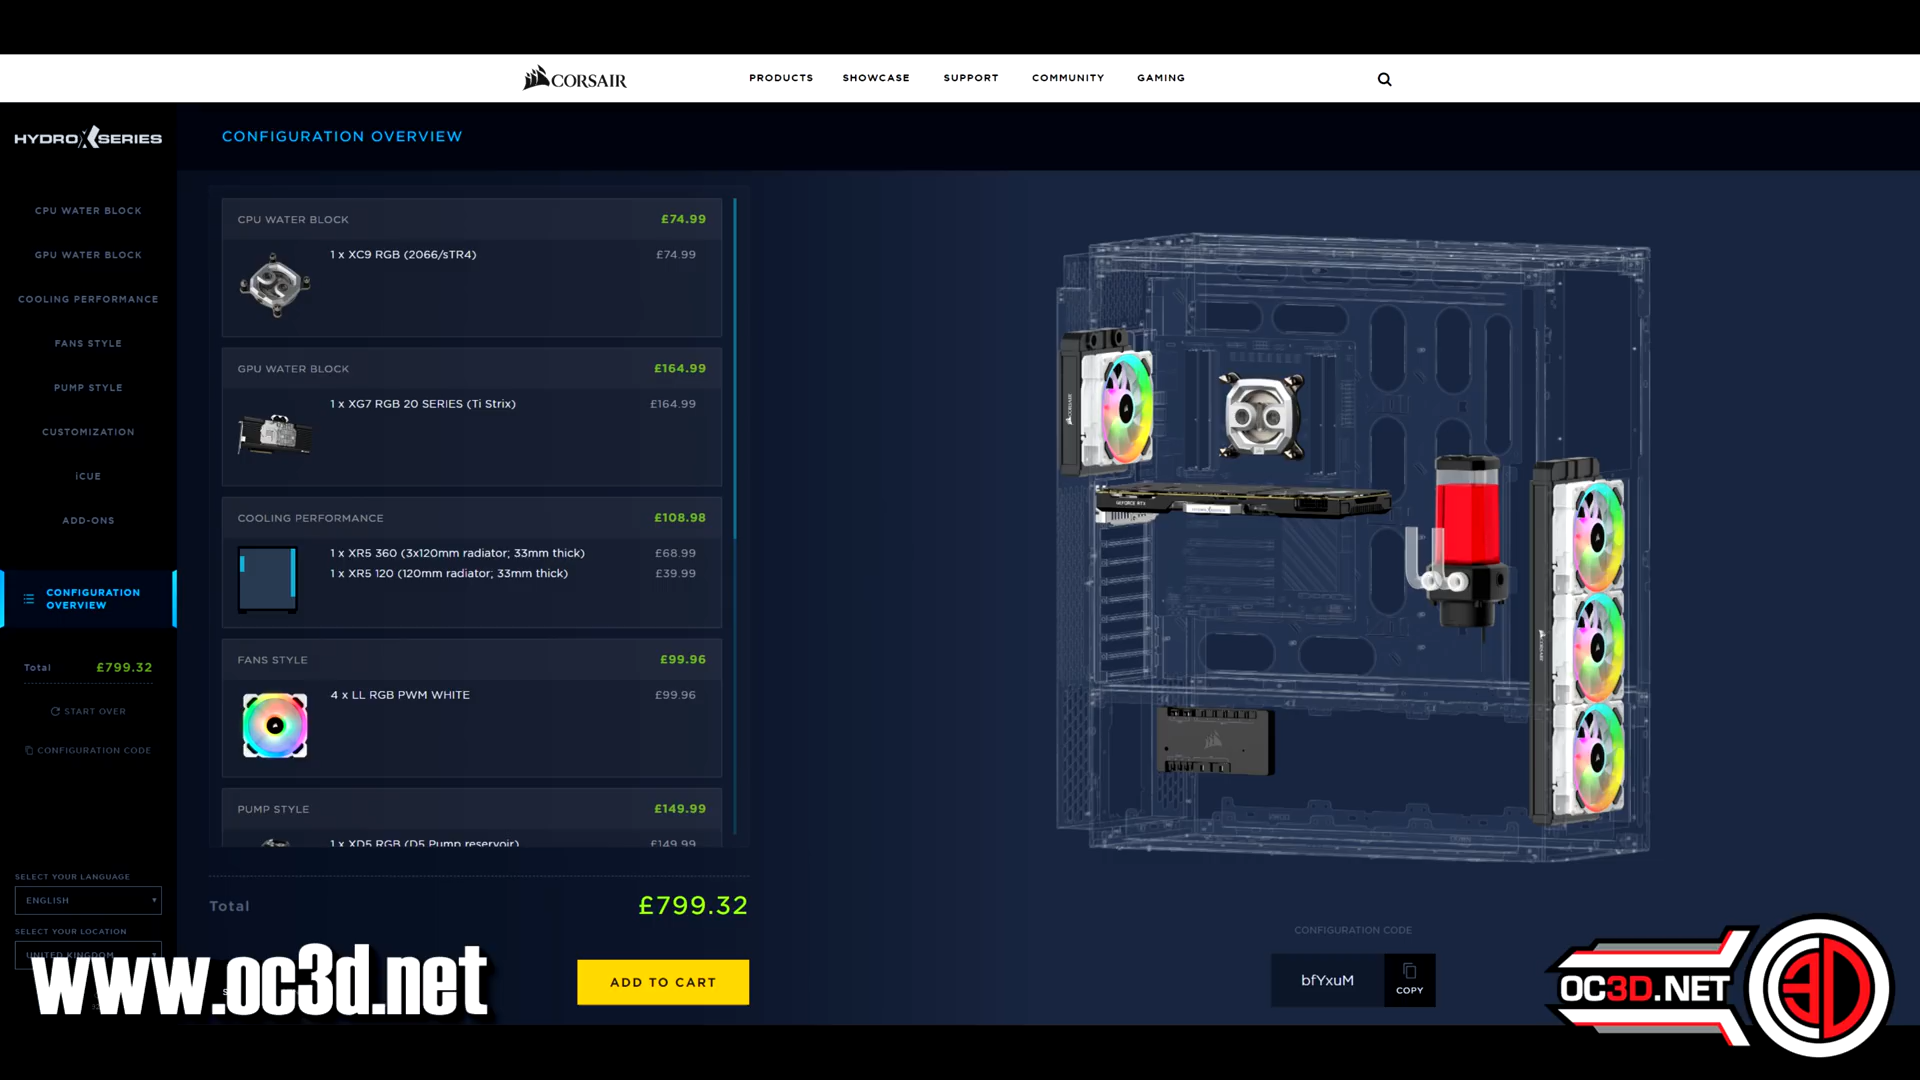 CORSAIR
PRODUCTS SHOWCASE SUPPORT COMMUNITY GAMING
HYDRO X SERIES
CONFIGURATION OVERVIEW
CPU WATER BLOCK
GPU WATER BLOCK
COOLING PERFORMANCE
FANS STYLE
PUMP STYLE
CUSTOMIZATION
iCUE
ADD-ONS
CONFIGURATION
OVERVIEW
Total £799.32
START OVER
CONFIGURATION CODE
SELECT YOUR LANGUAGE
ENGLISH
SELECT YOUR LOCATION
UNITED KINGDOM
CPU WATER BLOCK £74.99
1 x XC9 RGB (2066/sTR4) £74.99
GPU WATER BLOCK £164.99
1 x XG7 RGB 20 SERIES (Ti Strix) £164.99
COOLING PERFORMANCE £108.98
1 x XR5 360 (3x120mm radiator; 33mm thick) £68.99
1 x XR5 120 (120mm radiator; 33mm thick) £39.99
FANS STYLE £99.96
4 x LL RGB PWM WHITE £99.96
PUMP STYLE £149.99
1 x XD5 RGB (D5 Pump reservoir) £149.99
Total £799.32
ADD TO CART
CORSAIR
GEFORCE RTX
CONFIGURATION CODE
bfYxuM
COPY
www.oc3d.net
OC3D.NET
3D